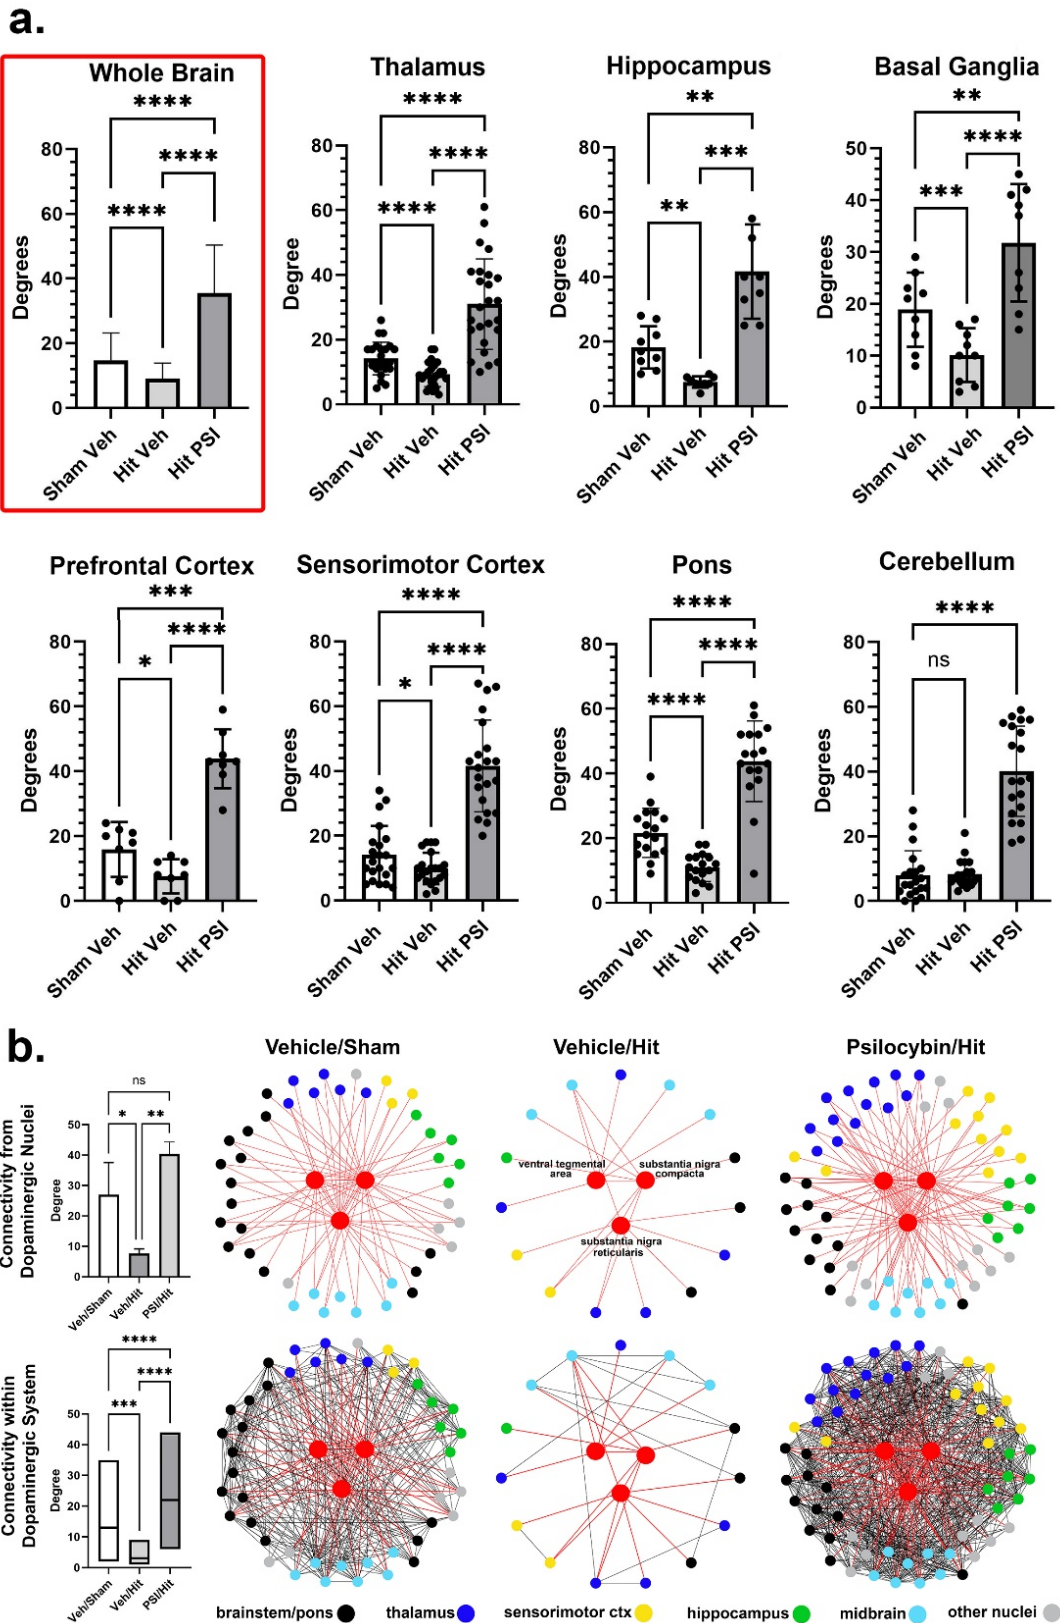 a.
Whole Brain
****
****
****
Degrees
80
60
40
20
0
Sham Veh
Hit Veh
Hit PSI
Thalamus
****
****
****
Degree
80
60
40
20
0
Sham Veh
Hit Veh
Hit PSI
Hippocampus
**
***
**
Degrees
80
60
40
20
0
Sham Veh
Hit Veh
Hit PSI
Basal Ganglia
**
****
***
Degrees
50
40
30
20
10
0
Sham Veh
Hit Veh
Hit PSI
Prefrontal Cortex
***
****
*
Degrees
80
60
40
20
0
Sham Veh
Hit Veh
Hit PSI
Sensorimotor Cortex
****
****
*
Degrees
80
60
40
20
0
Sham Veh
Hit Veh
Hit PSI
Pons
****
****
****
Degrees
80
60
40
20
0
Sham Veh
Hit Veh
Hit PSI
Cerebellum
****
ns
Degrees
80
60
40
20
0
Sham Veh
Hit Veh
Hit PSI
b.
Vehicle/Sham
Vehicle/Hit
Psilocybin/Hit
Connectivity from
Dopaminergic Nuclei
ns
*
**
Degree
50
40
30
20
10
0
Veh/Sham
Veh/Hit
PSI/Hit
ventral tegmental
area
substantia nigra
compacta
substantia nigra
reticularis
Connectivity within
Dopaminergic System
****
****
***
Degree
50
40
30
20
10
0
Veh/Sham
Veh/Hit
PSI/Hit
brainstem/pons
thalamus
sensorimotor ctx
hippocampus
midbrain
other nuclei